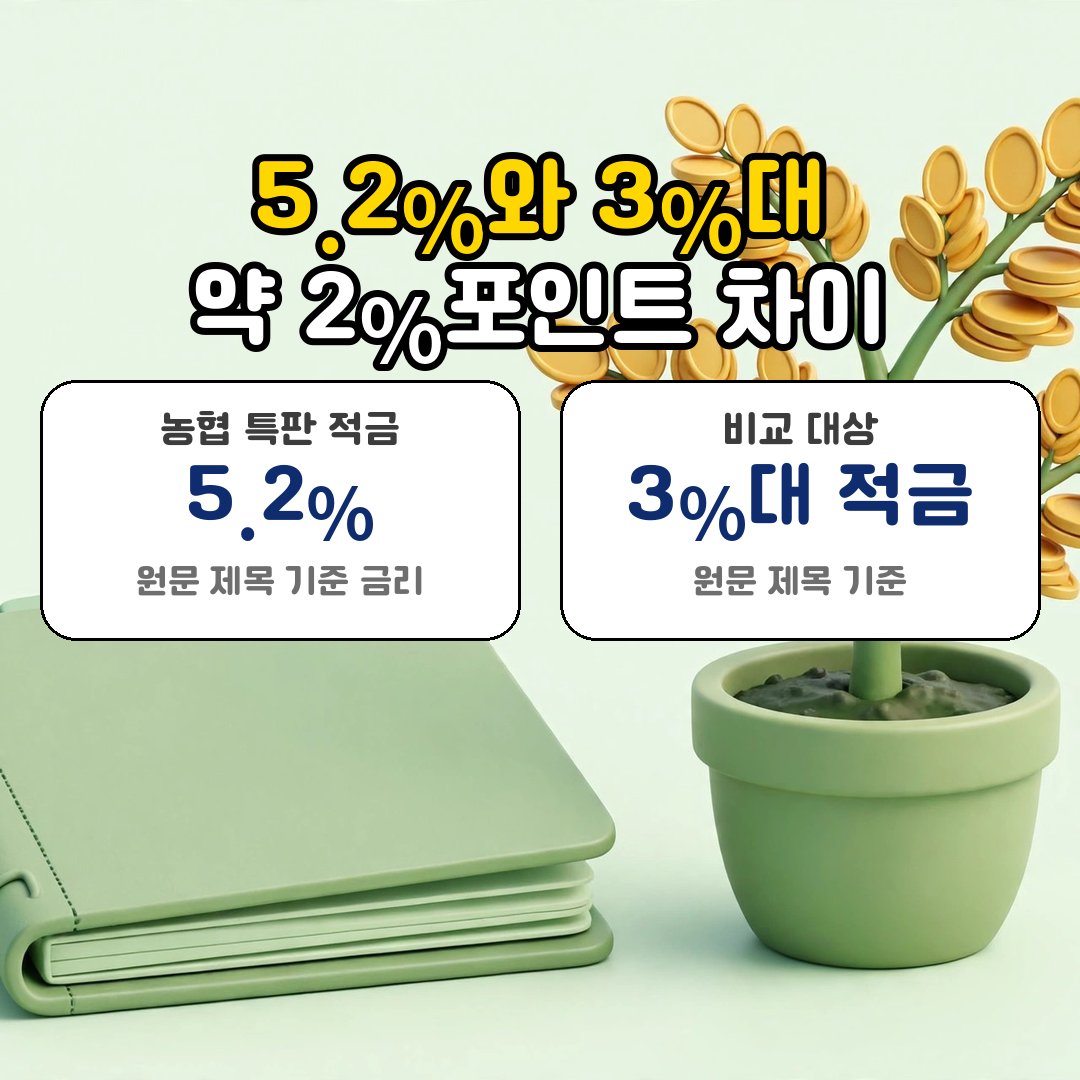 5.2%와 3%대
약 2%포인트 차이
농협 특판 적금
5.2%
원문 제목 기준 금리
비교 대상
3%대 적금
원문 제목 기준